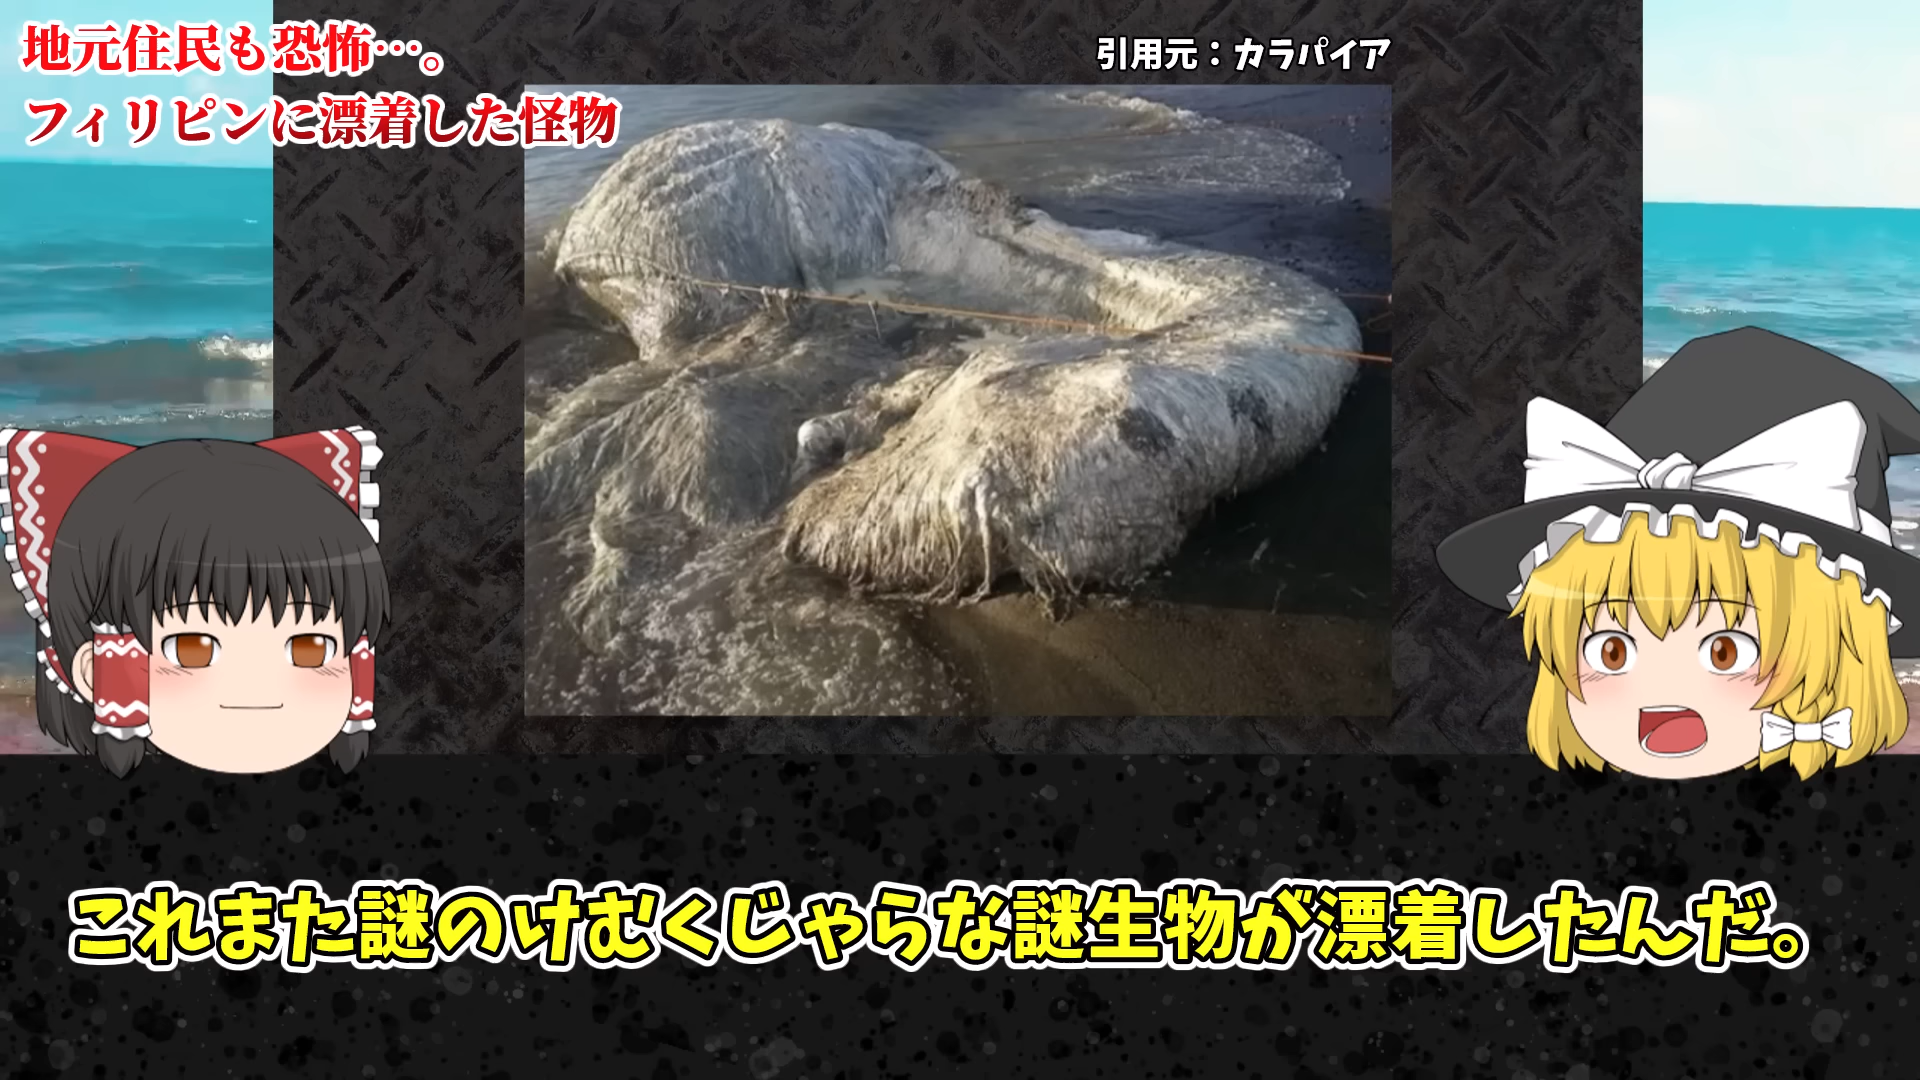 地元住民も恐怖…。
フィリピンに漂着した怪物
引用元：カラパイア
これまた謎のけむくじゃらな謎生物が漂着したんだ。